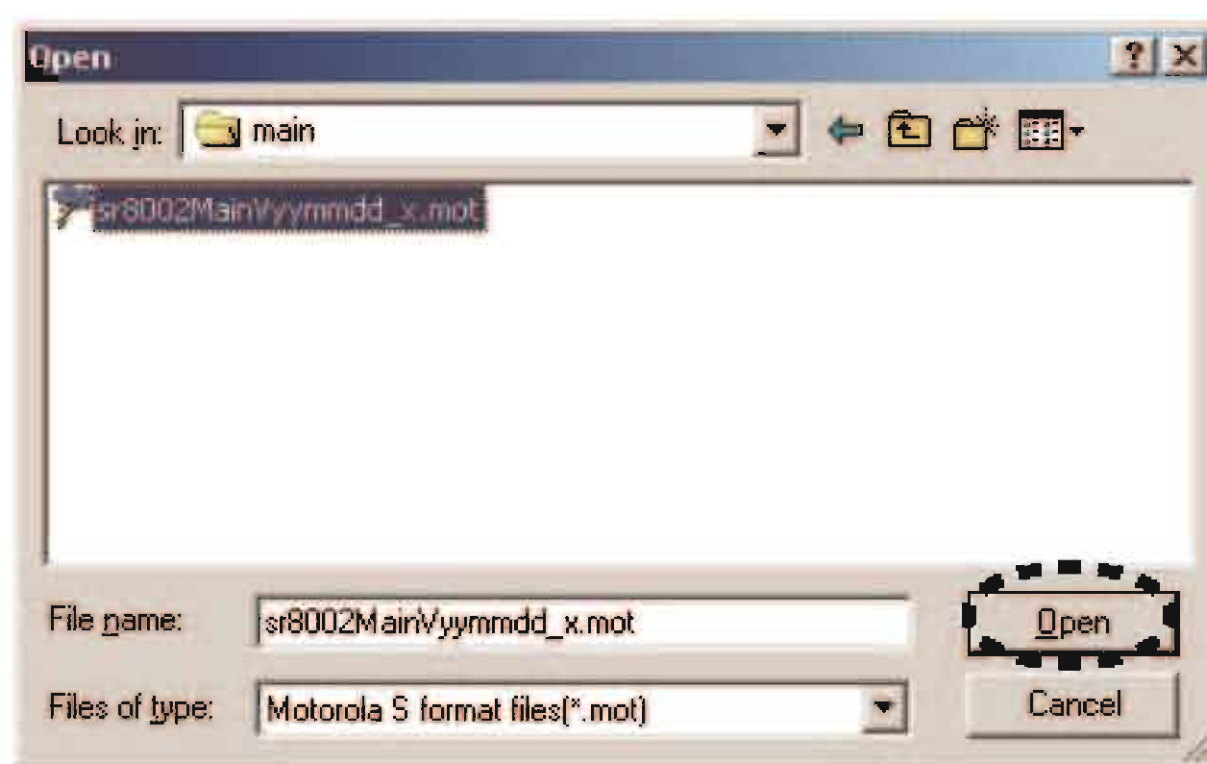 Open
Look in: main
sr8002MainVyymmdd_x.mot
File name: sr8002MainVyymmdd_x.mot Open
Files of type: Motorola S format files(*.mot) Cancel